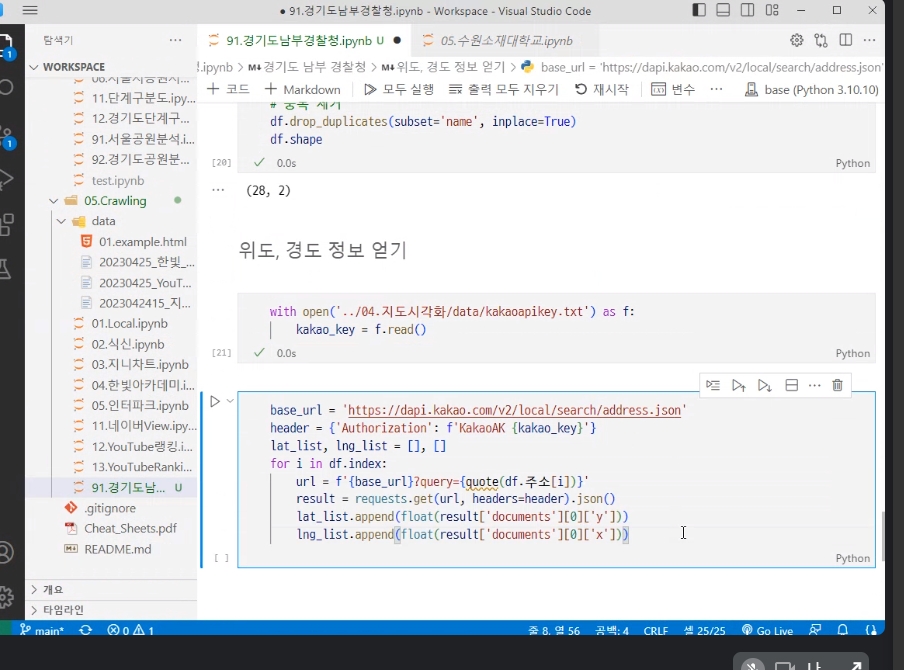 ● 91.경기도남부경찰청.ipynb - Workspace - Visual Studio Code
탐색기
91.경기도남부경찰청.ipynb U ●
05.수원소재대학교.ipynb
WORKSPACE
.ipynb > M↓경기도 남부 경찰청 > M↓위도, 경도 정보 얻기 > base_url = 'https://dapi.kakao.com/v2/local/search/address.json'
+ 코드 + Markdown 모두 실행 출력 모두 지우기 재시작 변수 ··· base (Python 3.10.10)
11.단계구분도.ipy...
12.경기도단계구...
91.서울공원분석.i...
92.경기도공원분...
test.ipynb
05.Crawling
data
01.example.html
20230425_한빛_...
20230425_YouT...
2023042415_지...
01.Local.ipynb
02.식신.ipynb
03.지니차트.ipynb
04.한빛아카데미.i...
05.인터파크.ipynb
11.네이버View.ipy...
12.YouTube랭킹.i...
13.YouTubeRanki...
91.경기도남... U
.gitignore
Cheat_Sheets.pdf
README.md
개요
타임라인
# 중복 제거
df.drop_duplicates(subset='name', inplace=True)
df.shape
[20] 0.0s Python
(28, 2)
위도, 경도 정보 얻기
with open('../04.지도시각화/data/kakaoapikey.txt') as f:
kakao_key = f.read()
[21] 0.0s Python
base_url = 'https://dapi.kakao.com/v2/local/search/address.json'
header = {'Authorization': f'KakaoAK {kakao_key}'}
lat_list, lng_list = [], []
for i in df.index:
url = f'{base_url}?query={quote(df.주소[i])}'
result = requests.get(url, headers=header).json()
lat_list.append(float(result['documents'][0]['y']))
lng_list.append(float(result['documents'][0]['x']))
[ ] Python
main* 0 1 줄 8, 열 56 공백: 4 CRLF 셀 25/25 Go Live